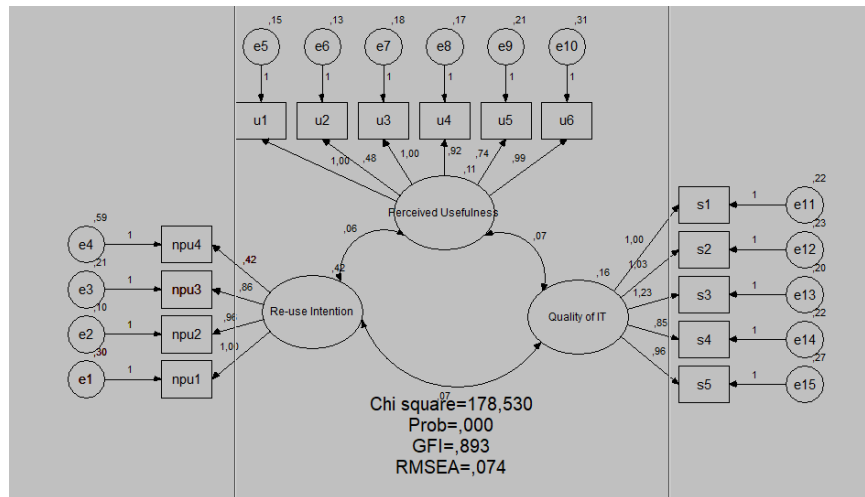 ,15 ,13 ,18 ,17 ,21 ,31
e5 e6 e7 e8 e9 e10
1 1 1 1 1 1
u1 u2 u3 u4 u5 u6
1,00 ,48 1,00 ,92 ,74 ,99
,11
Perceived Usefulness
,06 ,07
,59
e4 1 npu4 ,42
,21
e3 1 npu3 ,86
,10
e2 1 npu2 ,96
,30
e1 1 npu1 1,00
,42
Re-use Intention
,16
Quality of IT
,22
1,00 s1 1 e11
,23
1,03 s2 1 e12
,20
1,23 s3 1 e13
,22
,85 s4 1 e14
,27
,96 s5 1 e15
,07
Chi square=178,530
Prob=,000
GFI=,893
RMSEA=,074